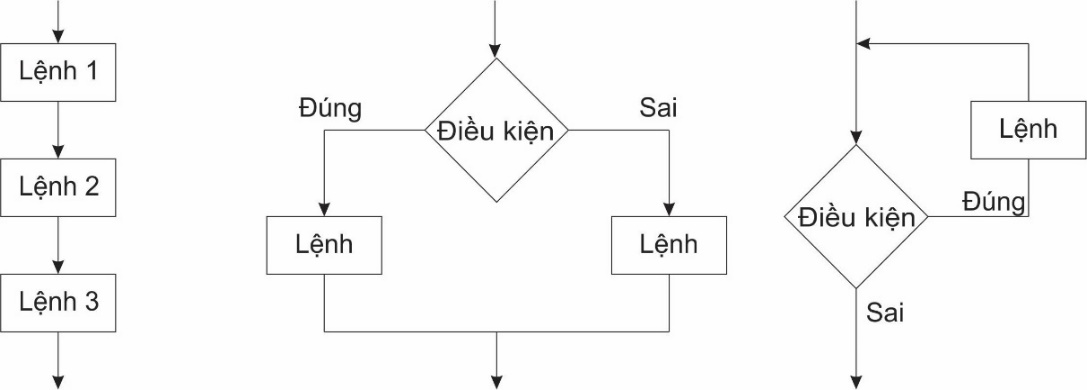 Lệnh 1
Lệnh 2
Lệnh 3
Đúng
Sai
Điều kiện
Lệnh
Lệnh
Lệnh
Điều kiện
Đúng
Sai